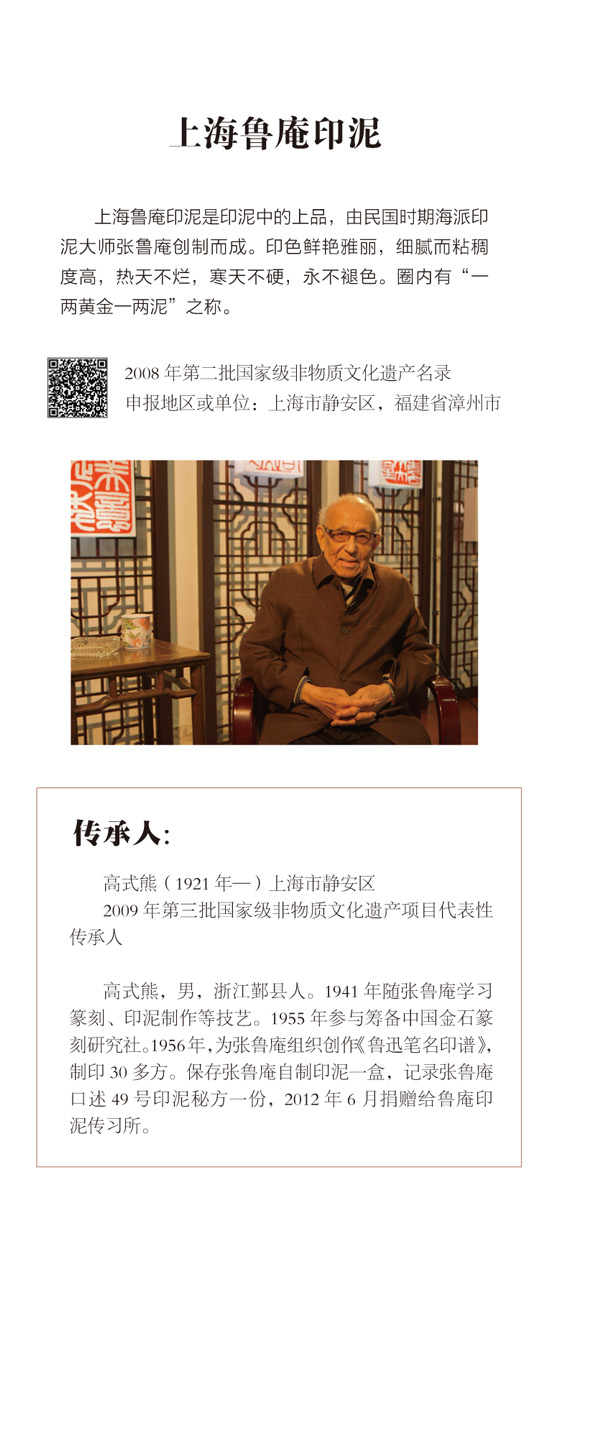 上海鲁庵印泥
上海鲁庵印泥是印泥中的上品，由民国时期海派印
泥大师张鲁庵创制而成。印色鲜艳雅丽，细腻而粘稠
度高，热天不烂，寒天不硬，永不褪色。圈内有“一
两黄金一两泥”之称。
2008 年第二批国家级非物质文化遗产名录
申报地区或单位：上海市静安区，福建省漳州市
传承人：
高式熊（1921 年—）上海市静安区
2009 年第三批国家级非物质文化遗产项目代表性
传承人
高式熊，男，浙江鄞县人。1941 年随张鲁庵学习
篆刻、印泥制作等技艺。1955 年参与筹备中国金石篆
刻研究社。1956 年，为张鲁庵组织创作《鲁迅笔名印谱》，
制印 30 多方。保存张鲁庵自制印泥一盒，记录张鲁庵
口述 49 号印泥秘方一份，2012 年 6 月捐赠给鲁庵印
泥传习所。